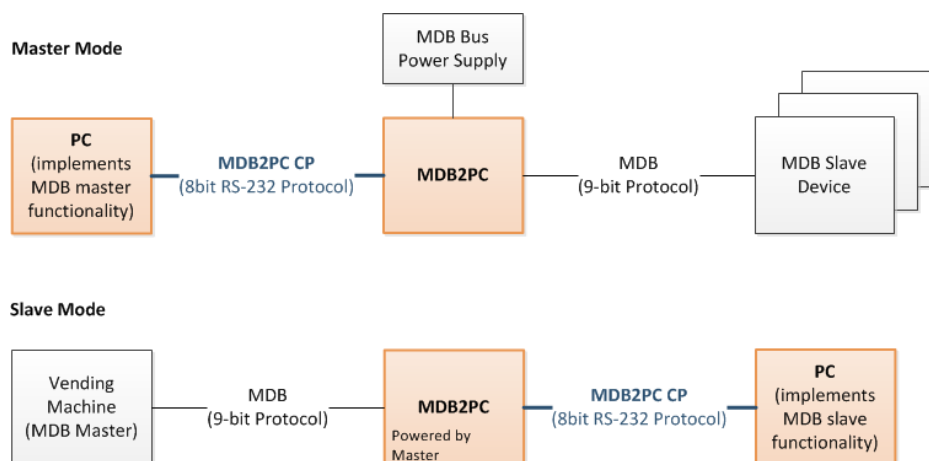 Master Mode
MDB Bus
Power Supply
PC
(implements
MDB master
functionality)
MDB2PC CP
(8bit RS-232 Protocol)
MDB2PC
MDB
(9-bit Protocol)
MDB Slave
Device
Slave Mode
Vending
Machine
(MDB Master)
MDB
(9-bit Protocol)
MDB2PC
Powered by
Master
MDB2PC CP
(8bit RS-232 Protocol)
PC
(implements
MDB slave
functionality)